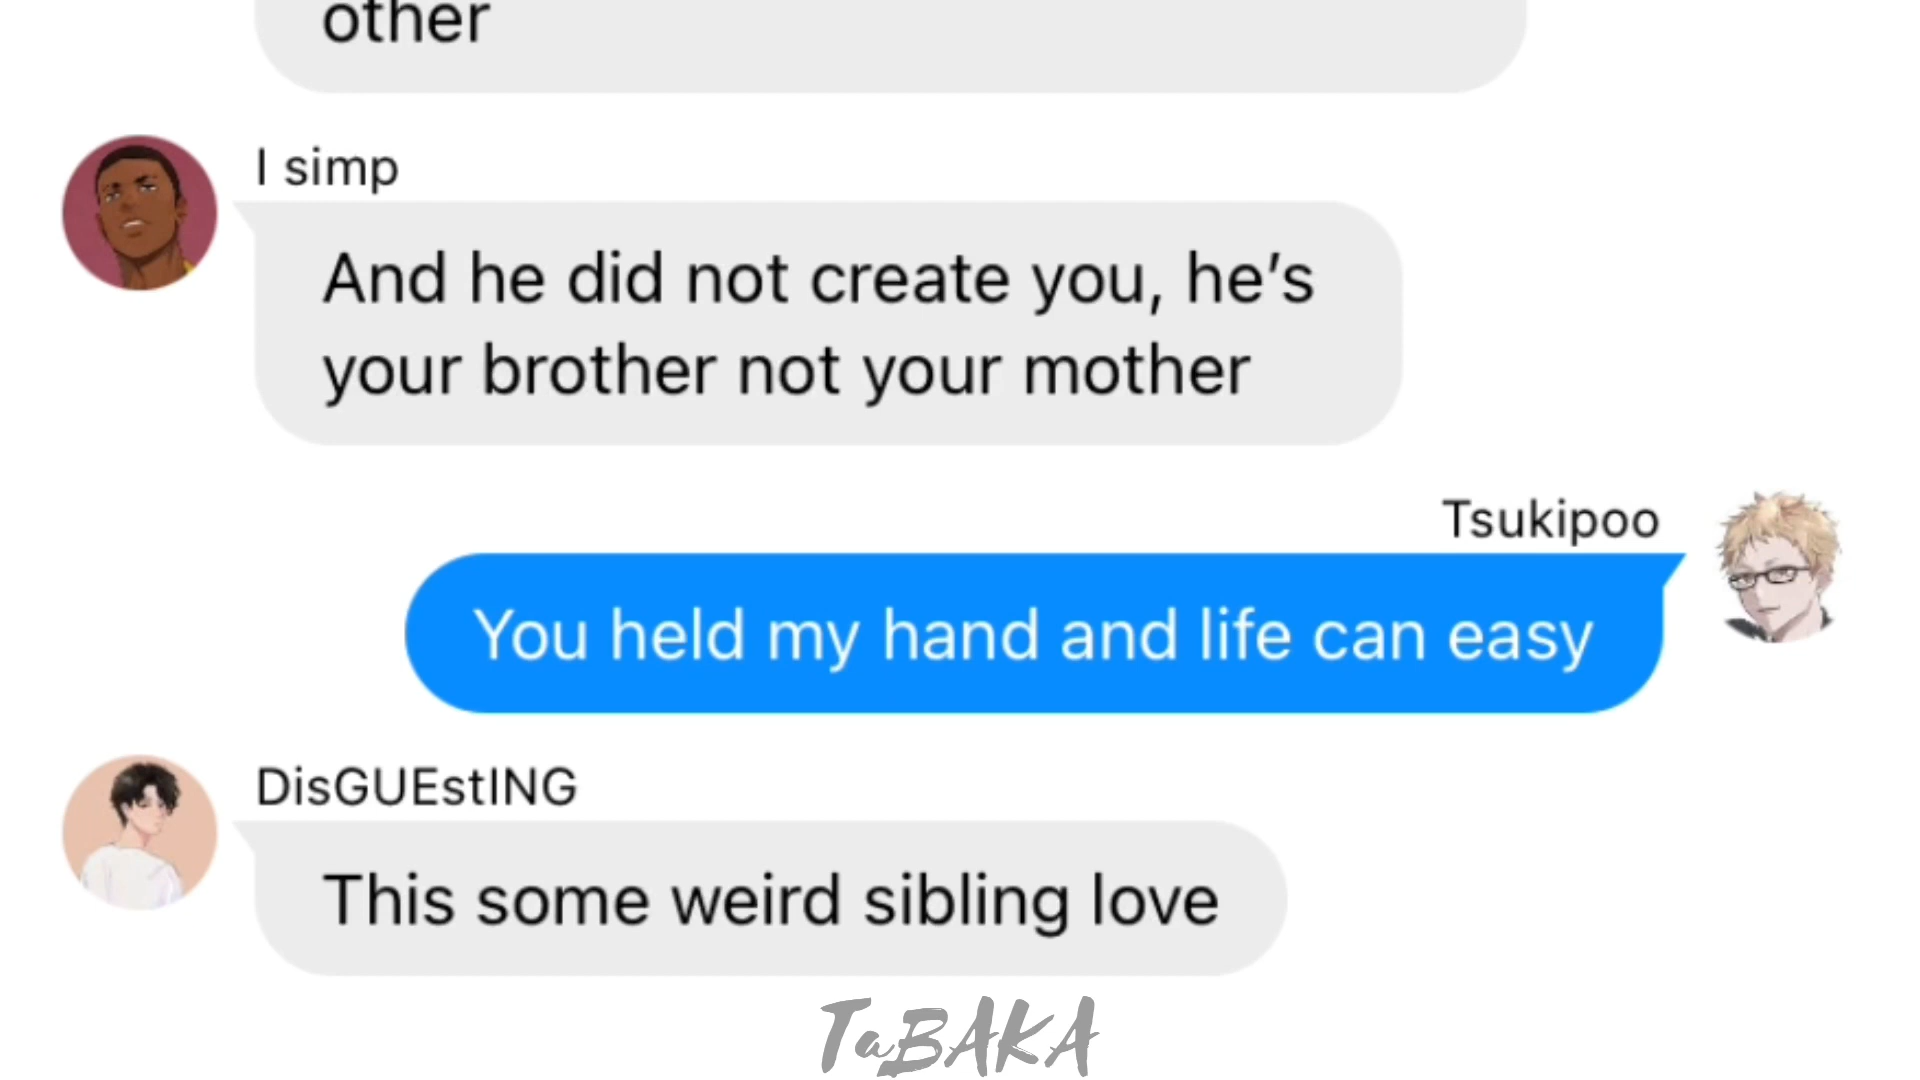 other
I simp
And he did not create you, he’s
your brother not your mother
Tsukipoo
You held my hand and life can easy
DisGUEstING
This some weird sibling love
TaBAKA